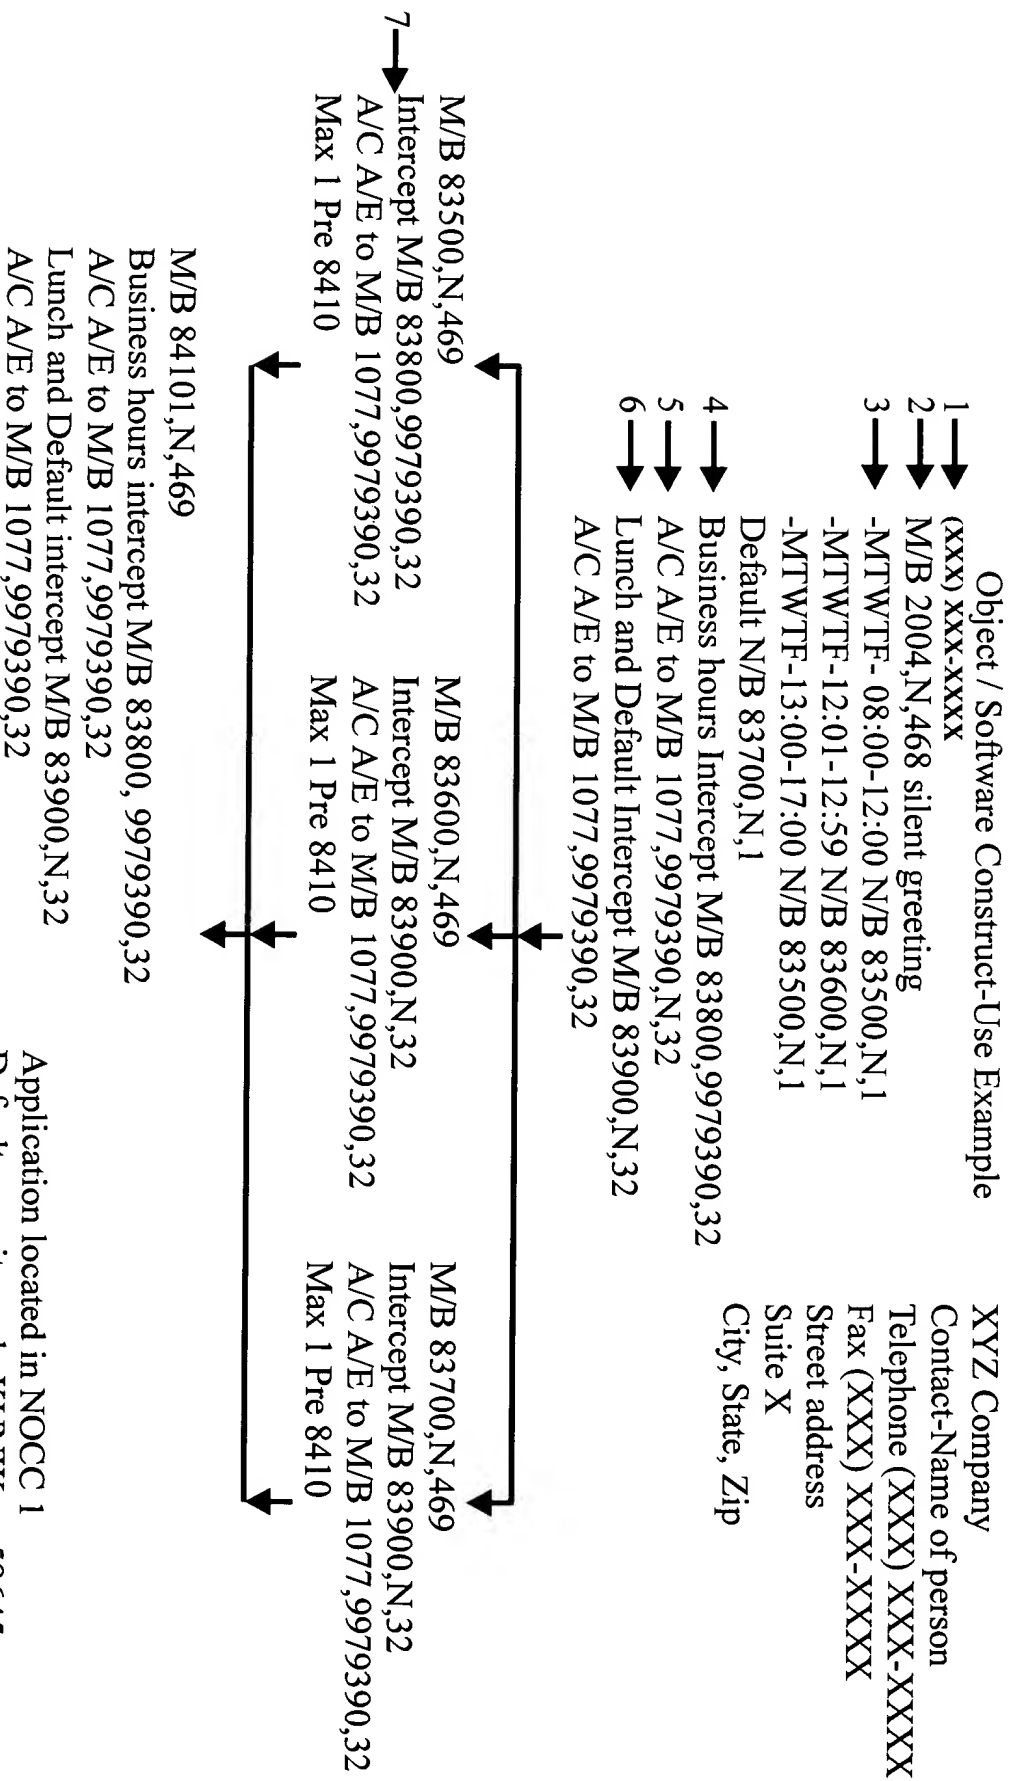 Object / Software Construct-Use Example
1 (XXX) XXX-XXXX
2 M/B 2004,N,468 silent greeting
3 -MTWTF- 08:00-12:00 N/B 83500,N,1
-MTWTF-12:01-12:59 N/B 83600,N,1
-MTWTF-13:00-17:00 N/B 83500,N,1
Default N/B 83700,N,1
4 Business hours Intercept M/B 83800,9979390,32
5 A/C A/E to M/B 1077,9979390,N,32
6 Lunch and Default Intercept M/B 83900,N,32
A/C A/E to M/B 1077,9979390,32
XYZ Company
Contact-Name of person
Telephone (XXX) XXX-XXXX
Fax (XXX) XXX-XXXX
Street address
Suite X
City, State, Zip
M/B 83500,N,469
7 Intercept M/B 83800,9979390,32
A/C A/E to M/B 1077,9979390,32
Max 1 Pre 8410
M/B 83600,N,469
Intercept M/B 83900,N,32
A/C A/E to M/B 1077,9979390,32
Max 1 Pre 8410
M/B 83700,N,469
Intercept M/B 83900,N,32
A/C A/E to M/B 1077,9979390,32
Max 1 Pre 8410
M/B 84101,N,469
Business hours intercept M/B 83800, 9979390,32
A/C A/E to M/B 1077,9979390,32
Lunch and Default intercept M/B 83900,N,32
A/C A/E to M/B 1077,9979390,32
Application located in NOCC 1